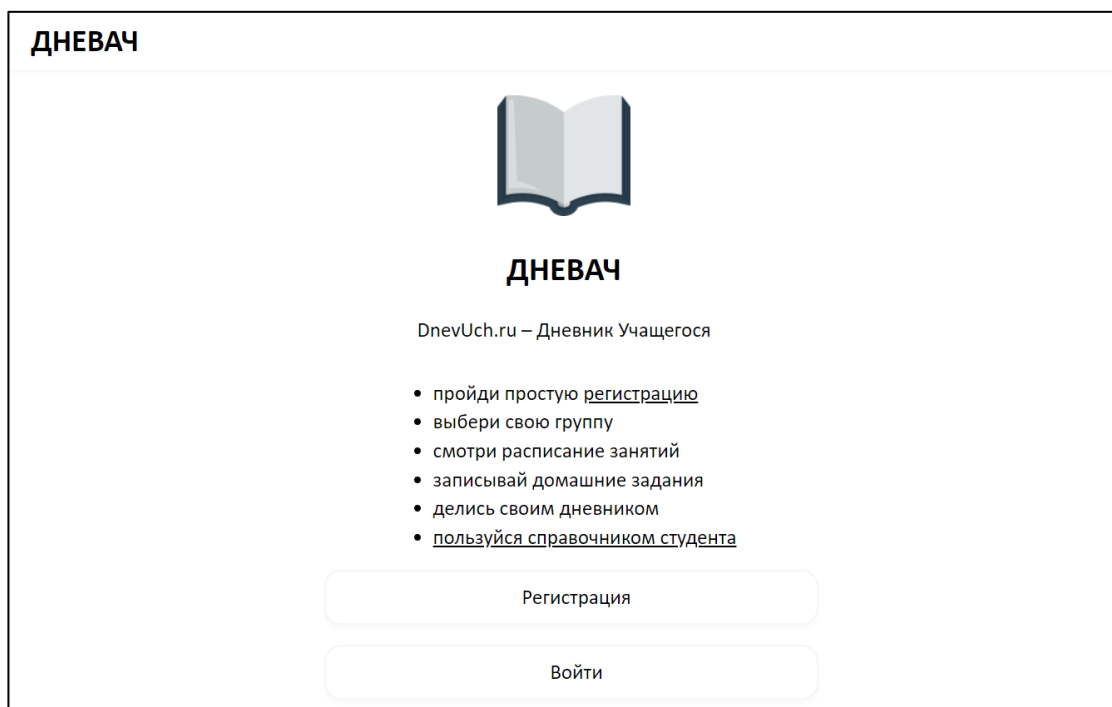 ДНЕВАЧ
ДНЕВАЧ
DnevUch.ru – Дневник Учащегося
• пройди простую регистрацию
• выбери свою группу
• смотри расписание занятий
• записывай домашние задания
• делись своим дневником
• пользуйся справочником студента
Регистрация
Войти